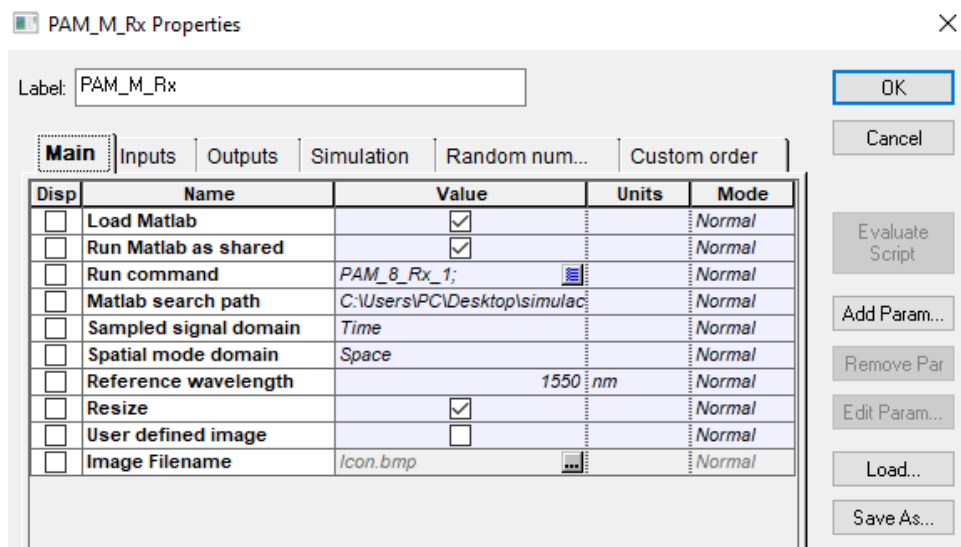 PAM_M_Rx Properties
Label: PAM_M_Rx
OK
Cancel
Main Inputs Outputs Simulation Random num... Custom order
Disp Name Value Units Mode
Load Matlab Normal
Run Matlab as shared Normal
Run command PAM_8_Rx_1; Normal
Matlab search path C:\Users\PC\Desktop\simulac Normal
Sampled signal domain Time Normal
Spatial mode domain Space Normal
Reference wavelength 1550 nm Normal
Resize Normal
User defined image Normal
Image Filename Icon.bmp ... Normal
Evaluate
Script
Add Param...
Remove Par
Edit Param...
Load...
Save As...